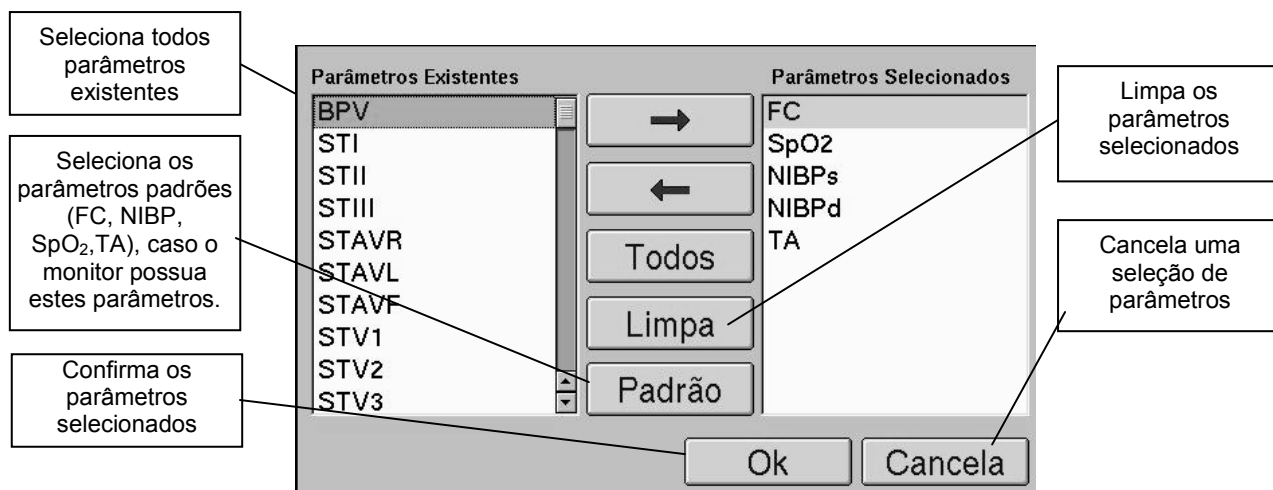 Seleciona todos
parâmetros
existentes
Seleciona os
parâmetros padrões
(FC, NIBP,
SpO₂,TA), caso o
monitor possua
estes parâmetros.
Confirma os
parâmetros
selecionados
Parâmetros Existentes
BPV
STI
STII
STIII
STAVR
STAVL
STAVF
STV1
STV2
STV3
Todos
Limpa
Padrão
Parâmetros Selecionados
FC
SpO2
NIBPs
NIBPd
TA
Ok
Cancela
Limpa os
parâmetros
selecionados
Cancela uma
seleção de
parâmetros